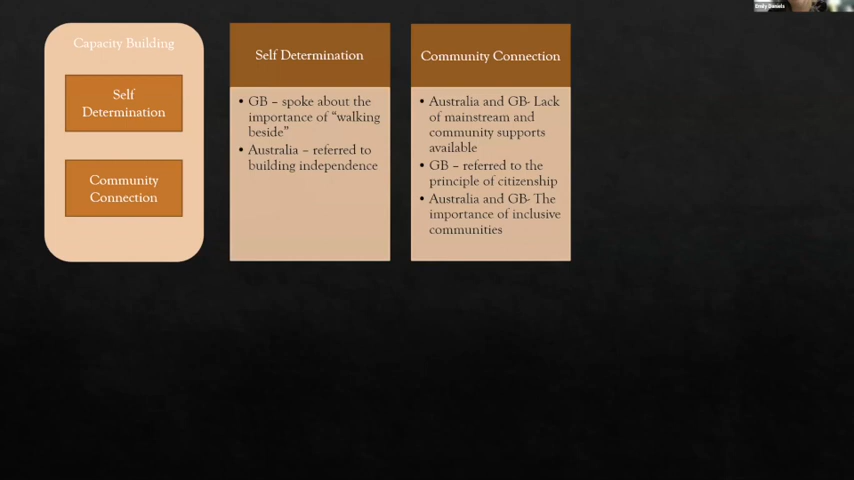 Emily Daniels
Capacity Building
Self
Determination
Community
Connection
Self Determination
• GB – spoke about the
importance of “walking
beside”
• Australia – referred to
building independence
Community Connection
• Australia and GB- Lack
of mainstream and
community supports
available
• GB – referred to the
principle of citizenship
• Australia and GB- The
importance of inclusive
communities